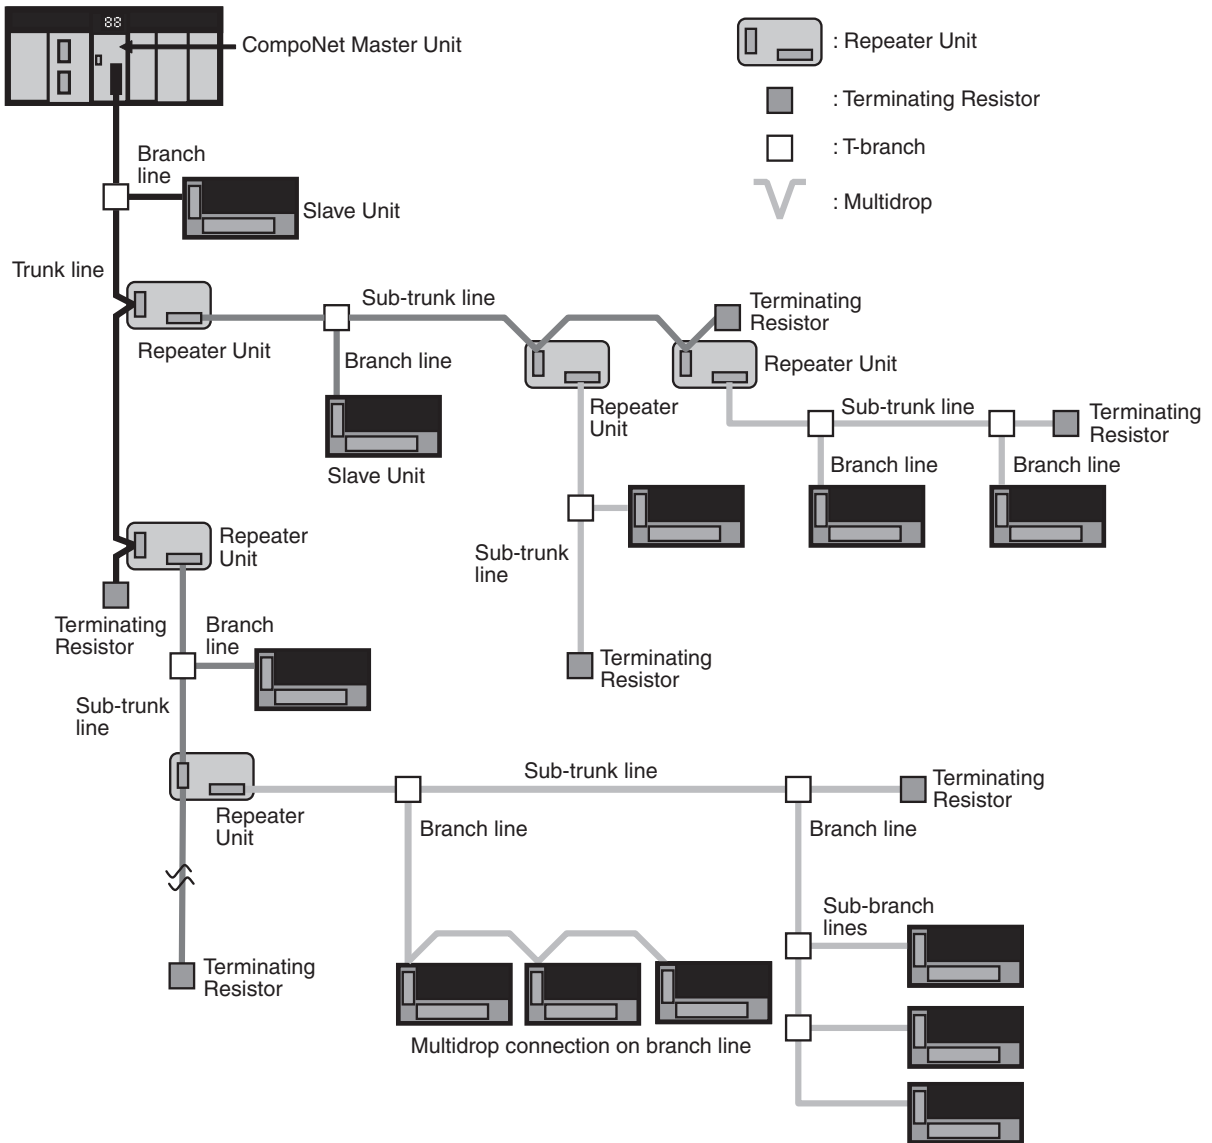 88
CompoNet Master Unit
: Repeater Unit
: Terminating Resistor
: T-branch
: Multidrop
Branch
line
Slave Unit
Trunk line
Repeater Unit
Sub-trunk line
Branch line
Slave Unit
Terminating
Resistor
Repeater Unit
Repeater
Unit
Sub-trunk line
Terminating
Resistor
Branch line
Branch line
Sub-trunk
line
Terminating
Resistor
Repeater
Unit
Terminating
Resistor
Branch
line
Sub-trunk
line
Repeater
Unit
Sub-trunk line
Terminating
Resistor
Branch line
Branch line
Sub-branch
lines
Terminating
Resistor
Multidrop connection on branch line